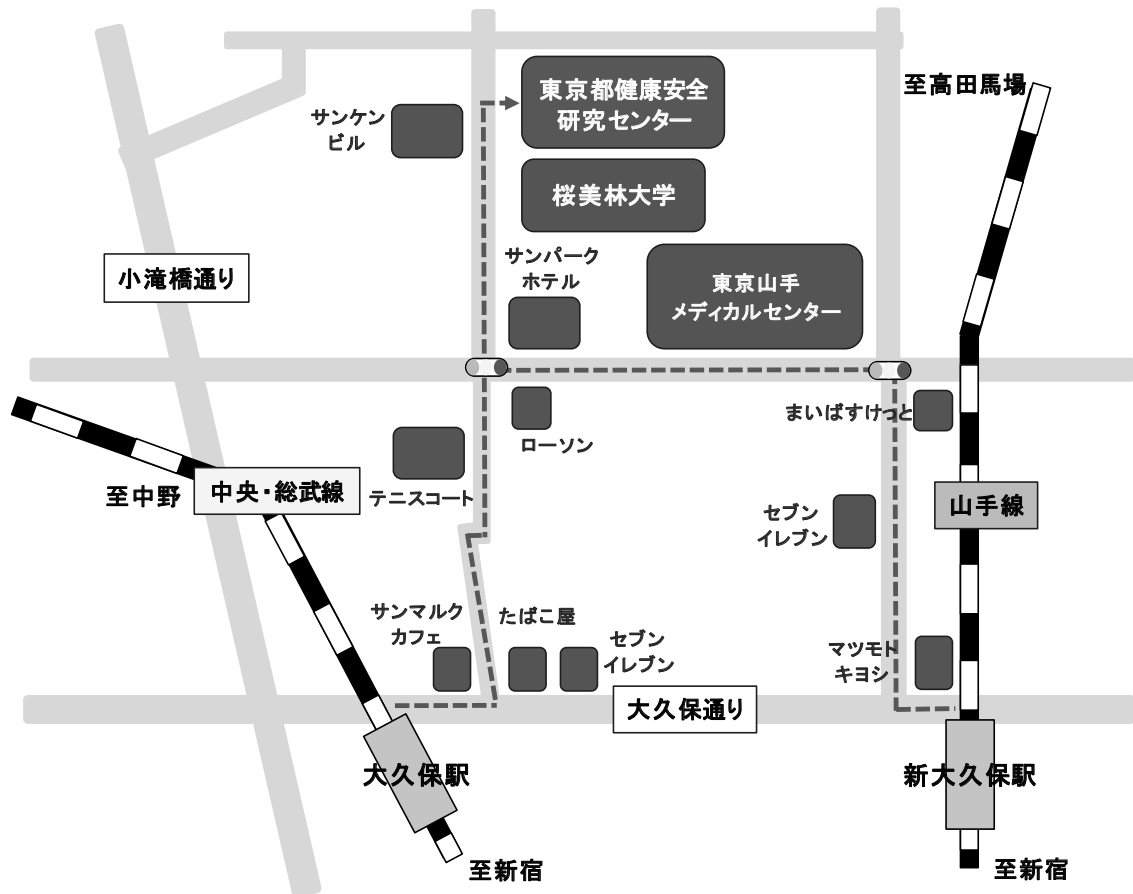 東京都健康安全
研究センター
至高田馬場
サンケン
ビル
桜美林大学
サンパーク
ホテル
東京山手
メディカルセンター
小滝橋通り
まいばすけっと
ローソン
至中野
中央・総武線
テニスコート
セブン
イレブン
山手線
サンマルク
カフェ
たばこ屋
セブン
イレブン
マツモト
キヨシ
大久保通り
大久保駅
新大久保駅
至新宿
至新宿